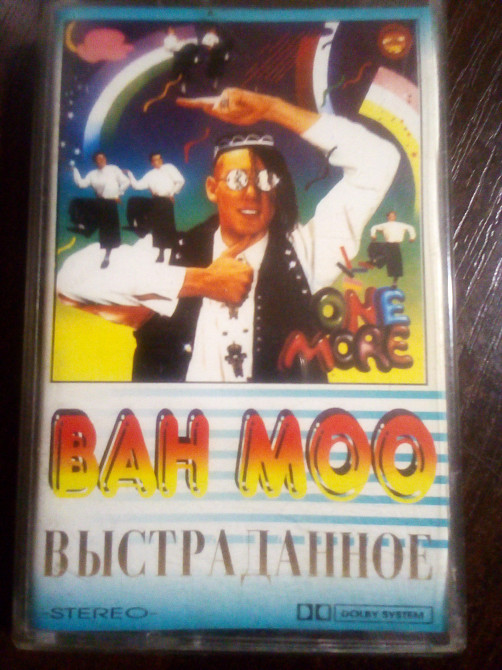 ONE
MORE
ВАН МОО
ВЫСТРАДАННОЕ
-STEREO-
DOLBY SYSTEM